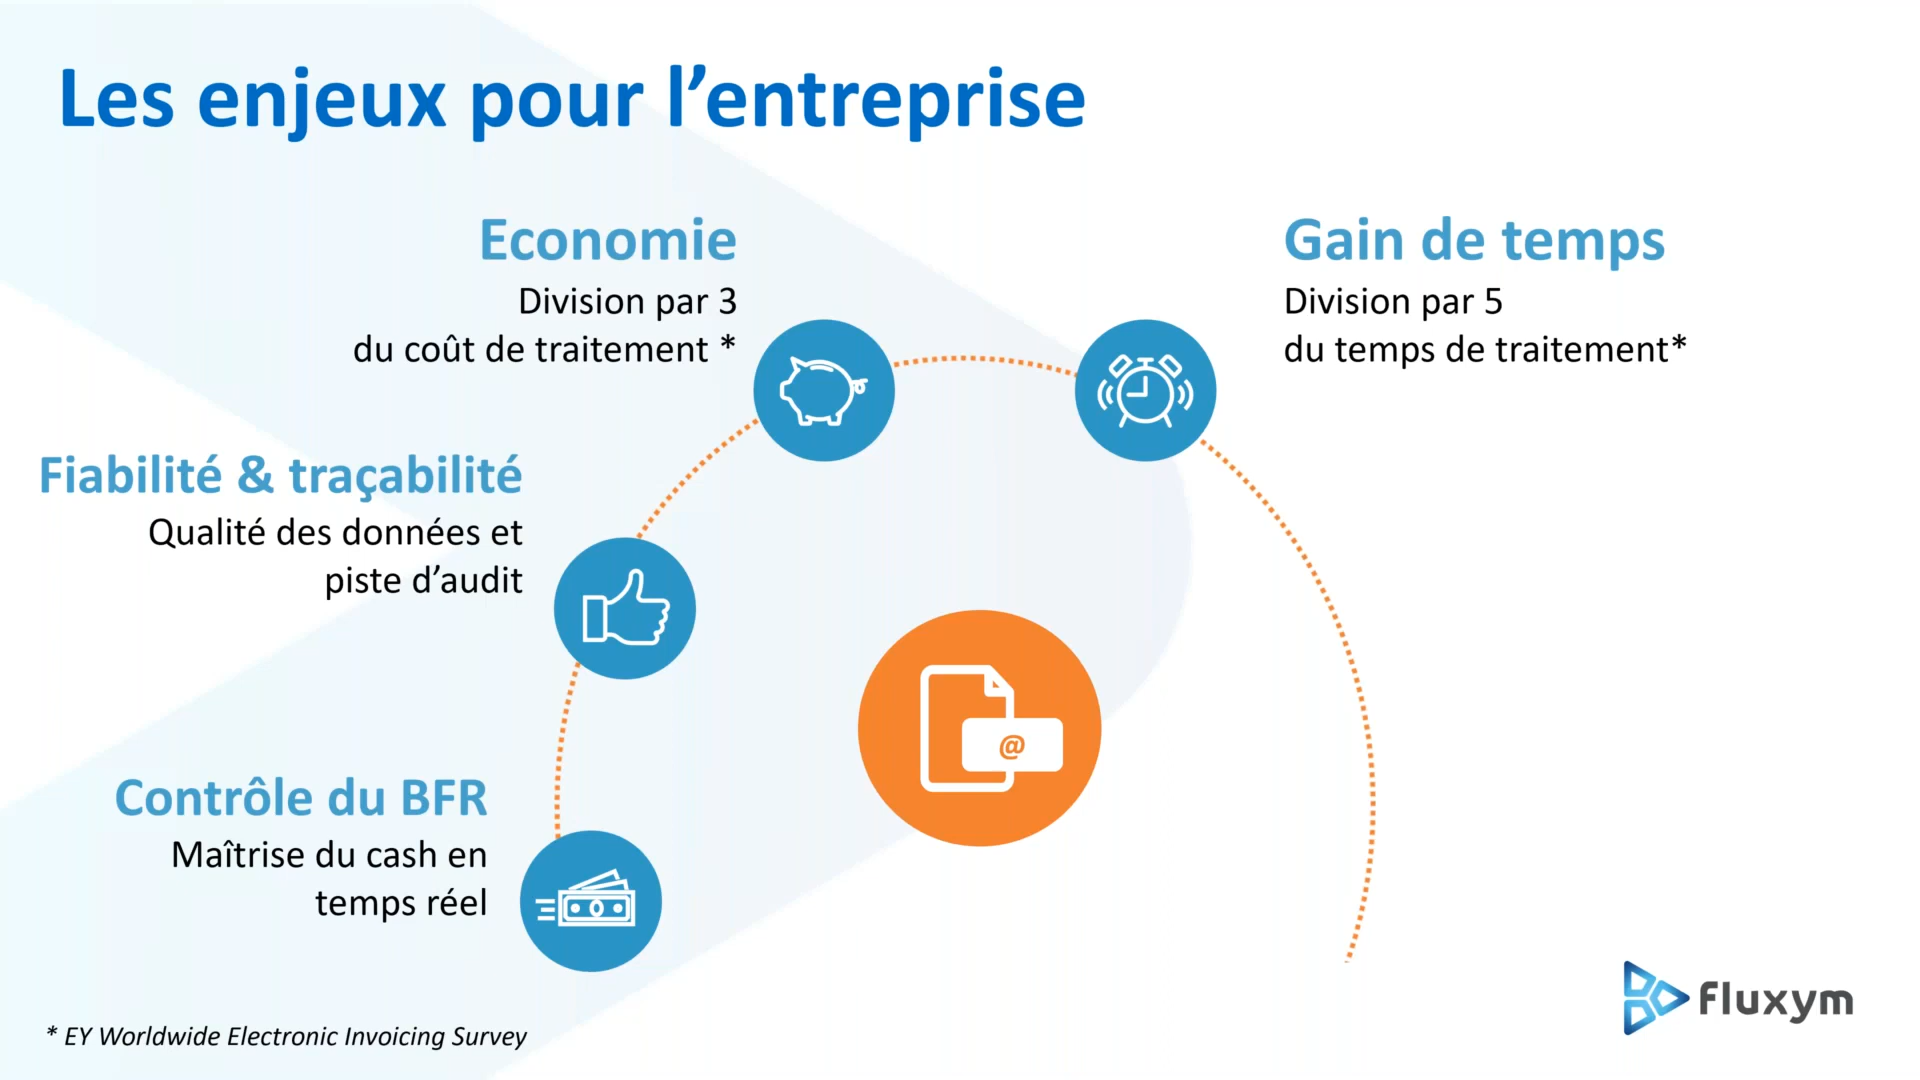 Les enjeux pour l’entreprise
Economie
Division par 3
du coût de traitement *
Gain de temps
Division par 5
du temps de traitement*
Fiabilité & traçabilité
Qualité des données et
piste d’audit
@
Contrôle du BFR
Maîtrise du cash en
temps réel
fluxym
* EY Worldwide Electronic Invoicing Survey